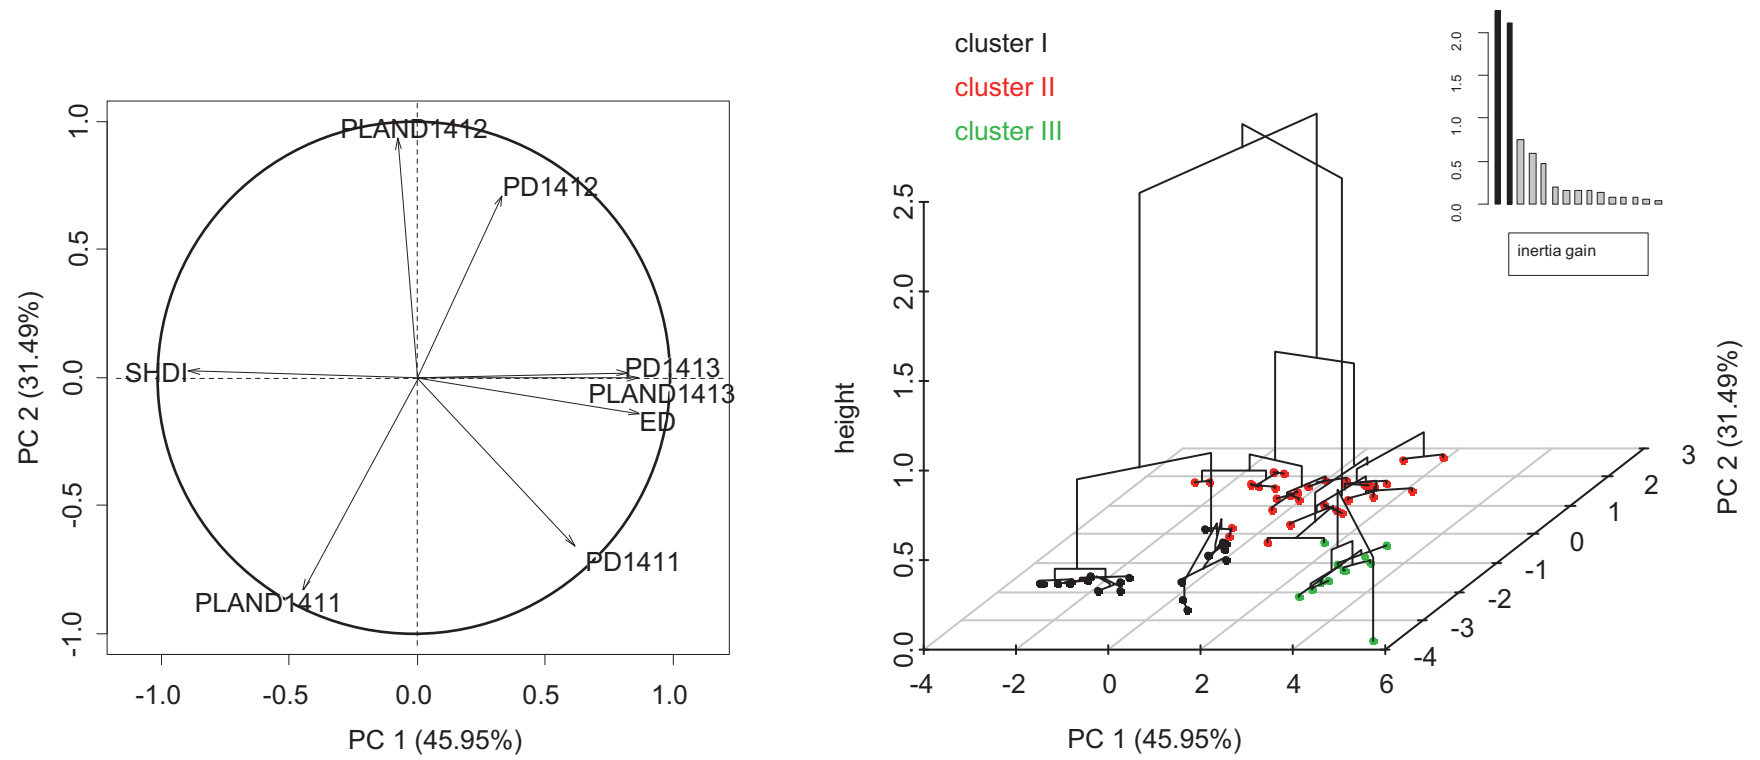 PC 2 (31.49%)
1.0
0.5
0.0
-0.5
-1.0
PLAND1412
PD1412
SHDI
PD1413
PLAND1413
ED
PD1411
PLAND1411
-1.0 -0.5 0.0 0.5 1.0
PC 1 (45.95%)
cluster I
cluster II
cluster III
height
2.5
2.0
1.5
1.0
0.5
0.0
-4 -2 0 2 4 6
PC 1 (45.95%)
3
2
1
0
-1
-2
-3
-4
PC 2 (31.49%)
2.0
1.5
1.0
0.5
0.0
inertia gain